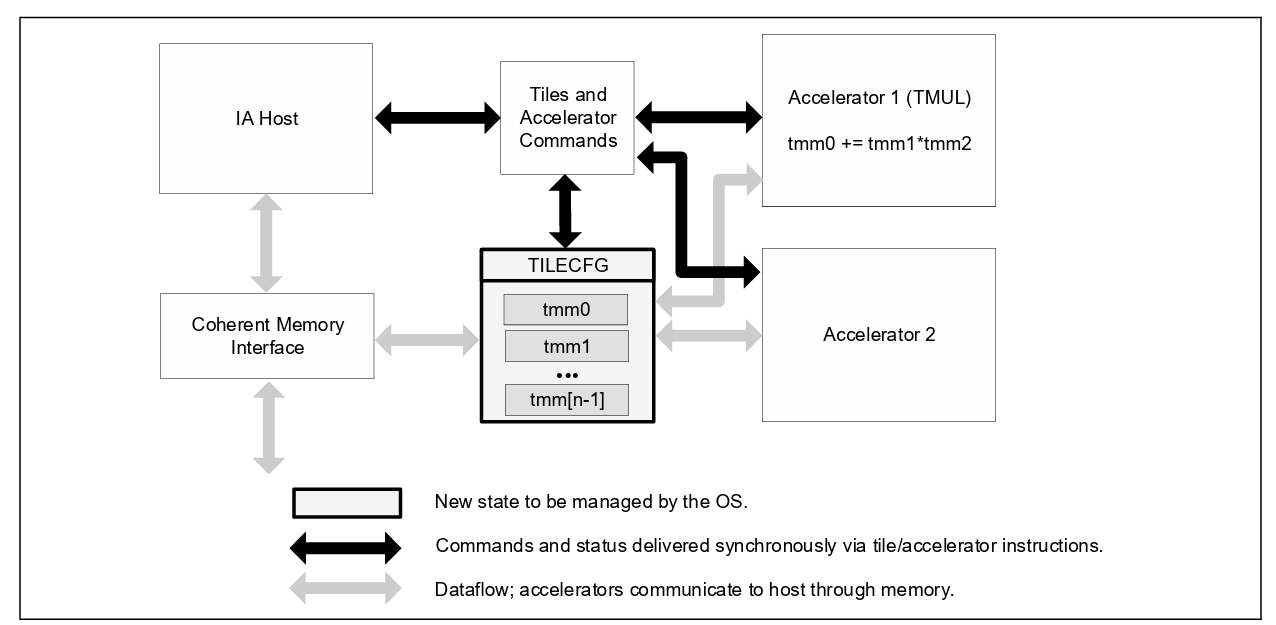 IA Host
Tiles and
Accelerator
Commands
Accelerator 1 (TMUL)
tmm0 += tmm1*tmm2
TILECFG
tmm0
tmm1
•••
tmm[n-1]
Coherent Memory
Interface
Accelerator 2
New state to be managed by the OS.
Commands and status delivered synchronously via tile/accelerator instructions.
Dataflow; accelerators communicate to host through memory.